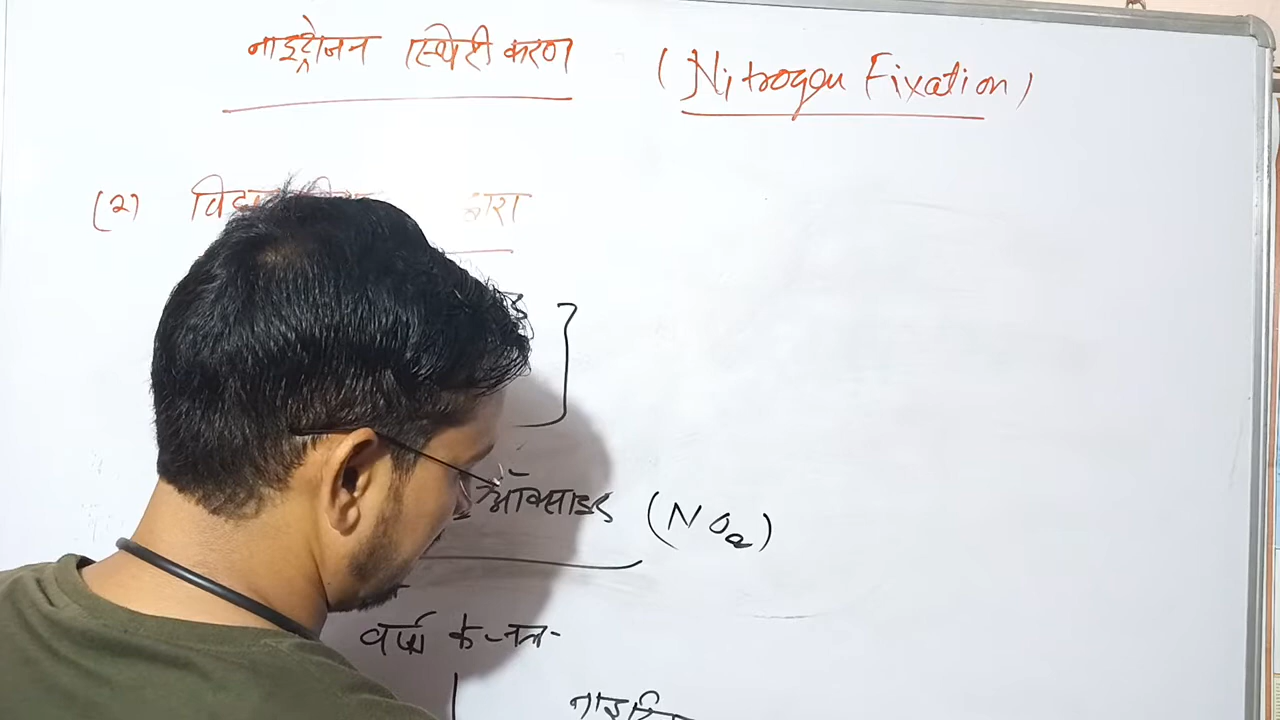 नाइट्रोजन स्थिरीकरण (Nitrogen Fixation)
(2) द्वारा
ऑक्साइड (NO2)
वर्षा के जल